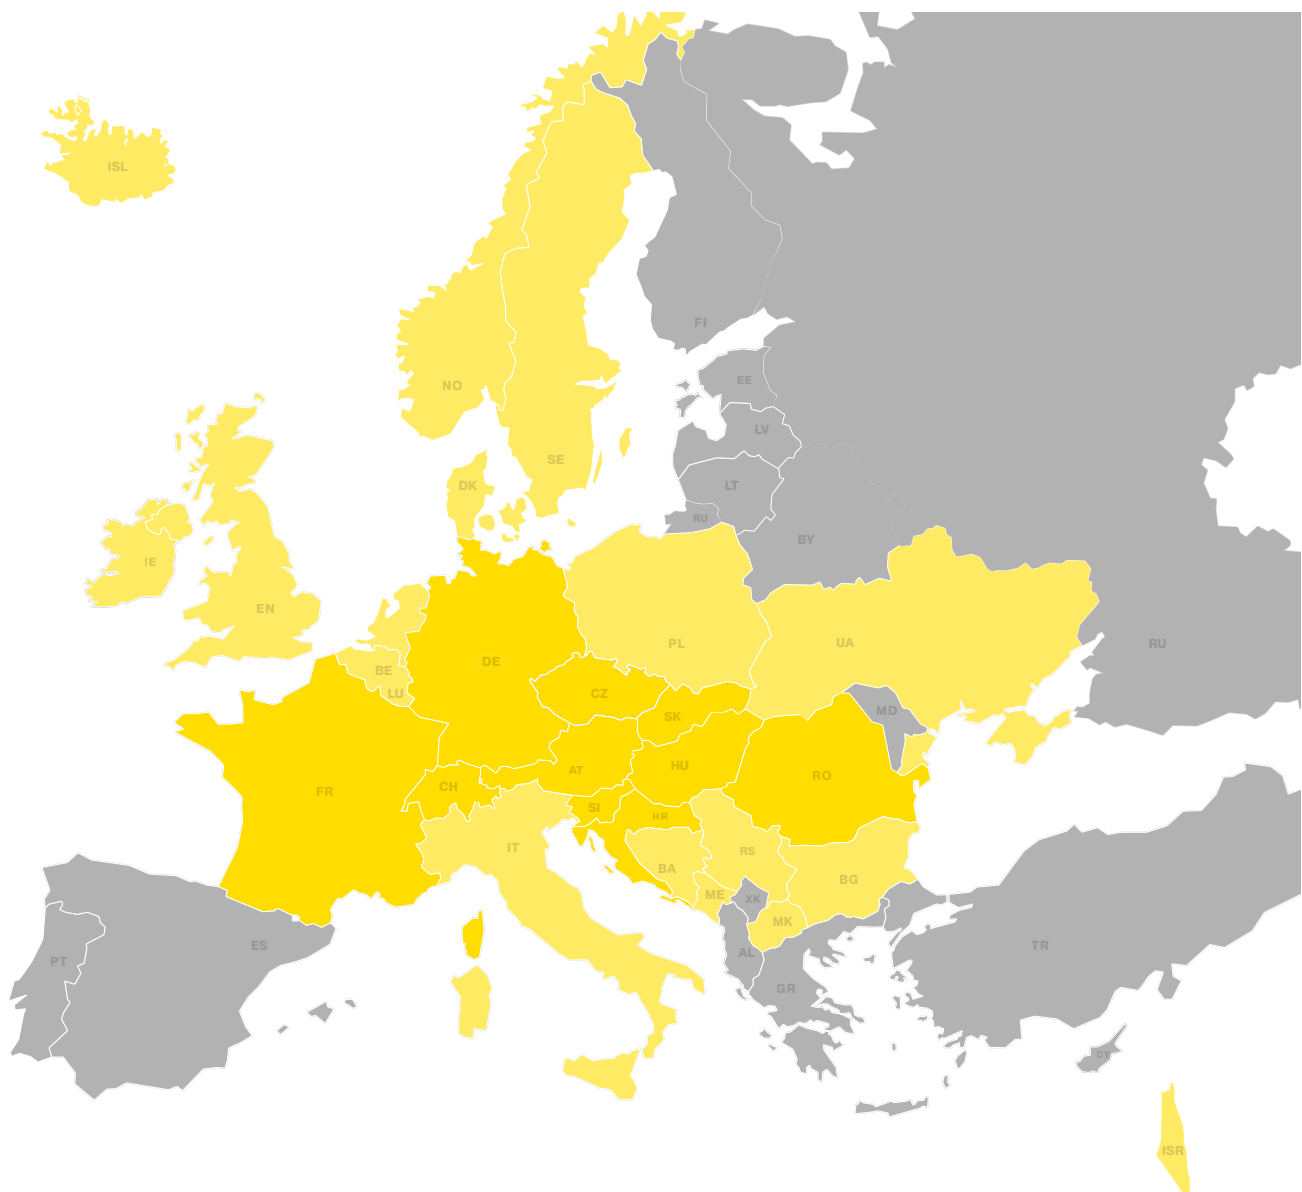 ISL
FI
EE
NO
LV
SE
DK
LT
RU
BY
IE
EN
PL
UA
RU
DE
BE
LU
CZ
SK
MD
FR
CH
AT
HU
RO
SI
HR
IT
RS
BA
BG
ME
XK
MK
ES
TR
PT
AL
GR
CY
ISR